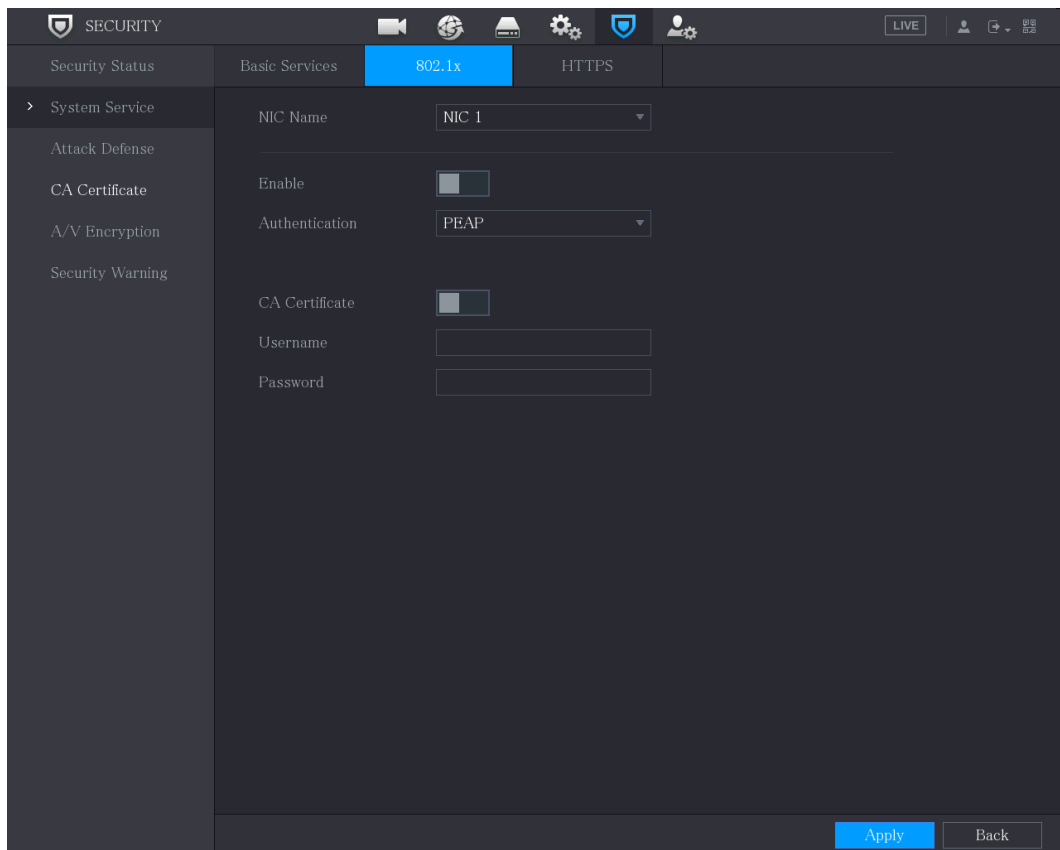 SECURITY
LIVE
Security Status
Basic Services 802.1x HTTPS
System Service
Attack Defense
CA Certificate
A/V Encryption
Security Warning
NIC Name NIC 1
Enable
Authentication PEAP
CA Certificate
Username
Password
Apply Back